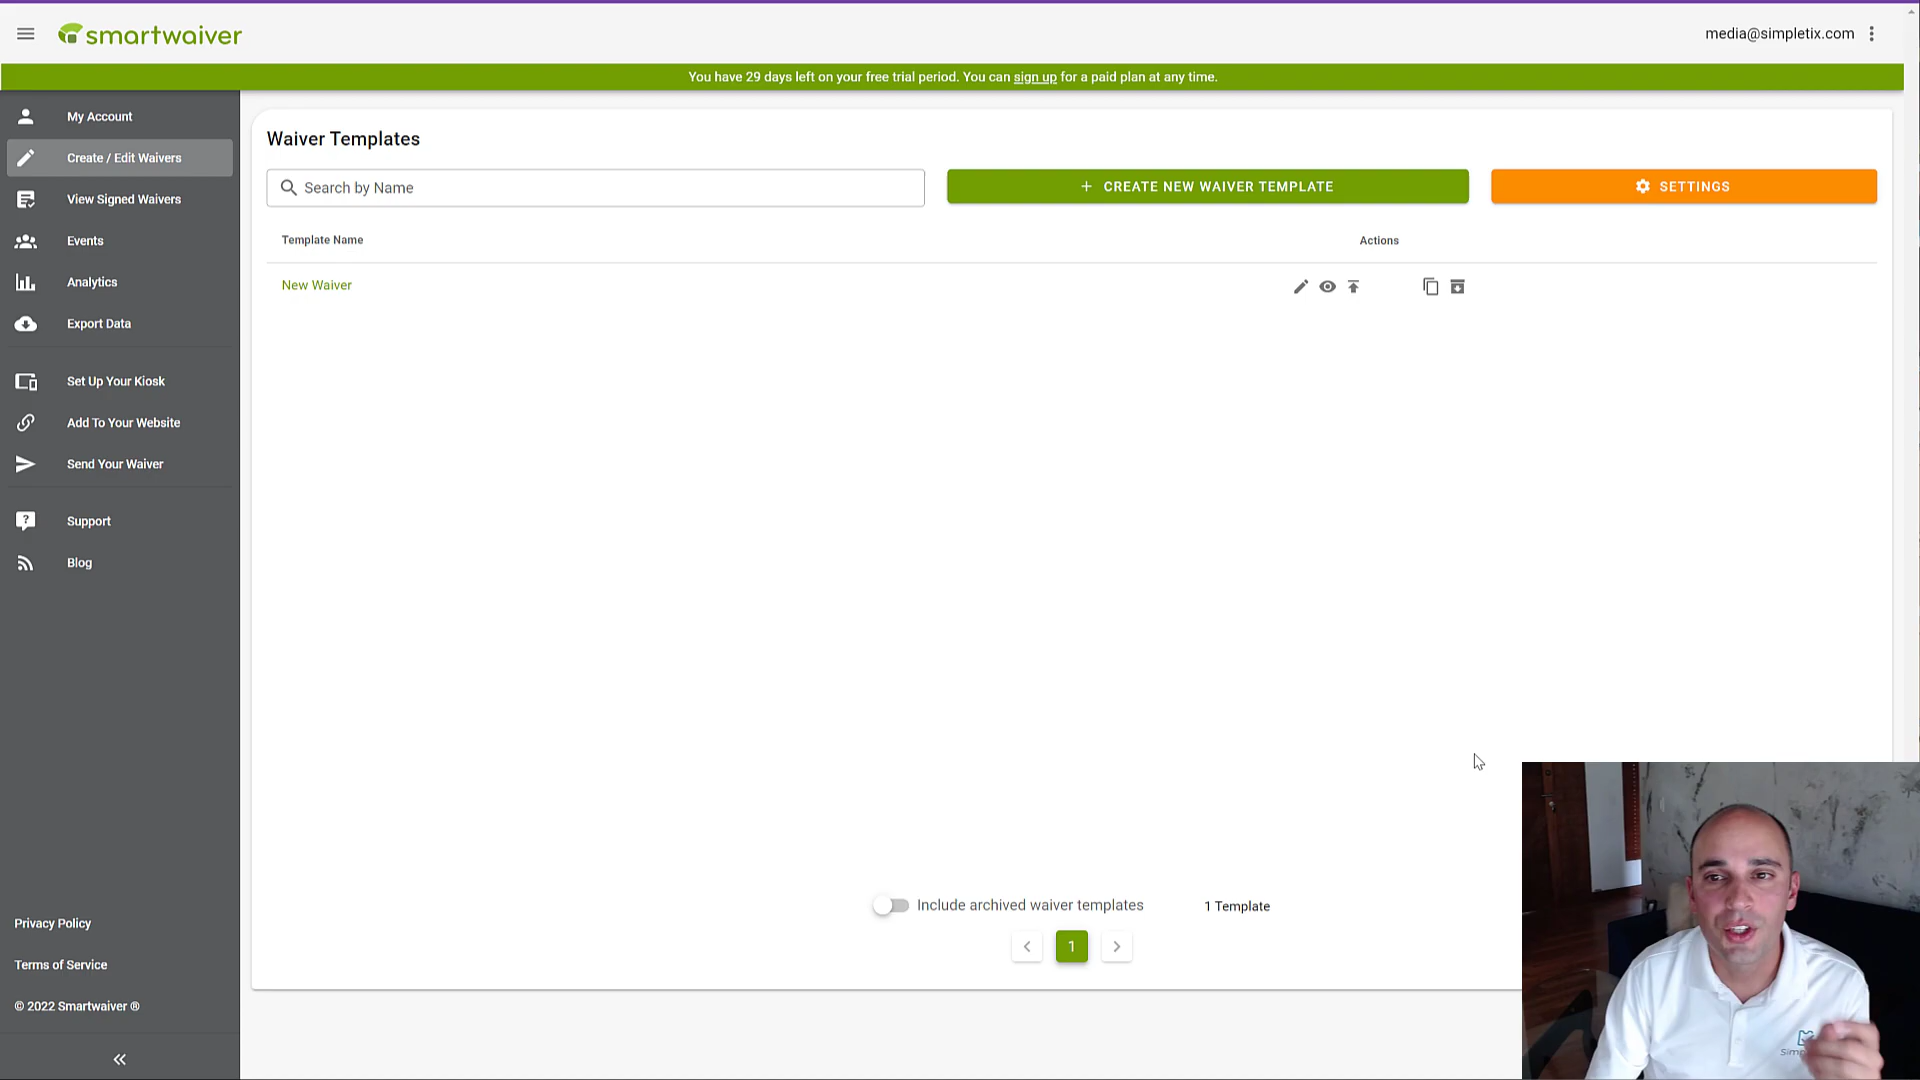 smartwaiver
media@simpletix.com
You have 29 days left on your free trial period. You can sign up for a paid plan at any time.
My Account
Create / Edit Waivers
View Signed Waivers
Events
Analytics
Export Data
Set Up Your Kiosk
Add To Your Website
Send Your Waiver
Support
Blog
Privacy Policy
Terms of Service
© 2022 Smartwaiver ®
Waiver Templates
Search by Name
+ CREATE NEW WAIVER TEMPLATE
SETTINGS
Template Name
Actions
New Waiver
Include archived waiver templates
1 Template
1